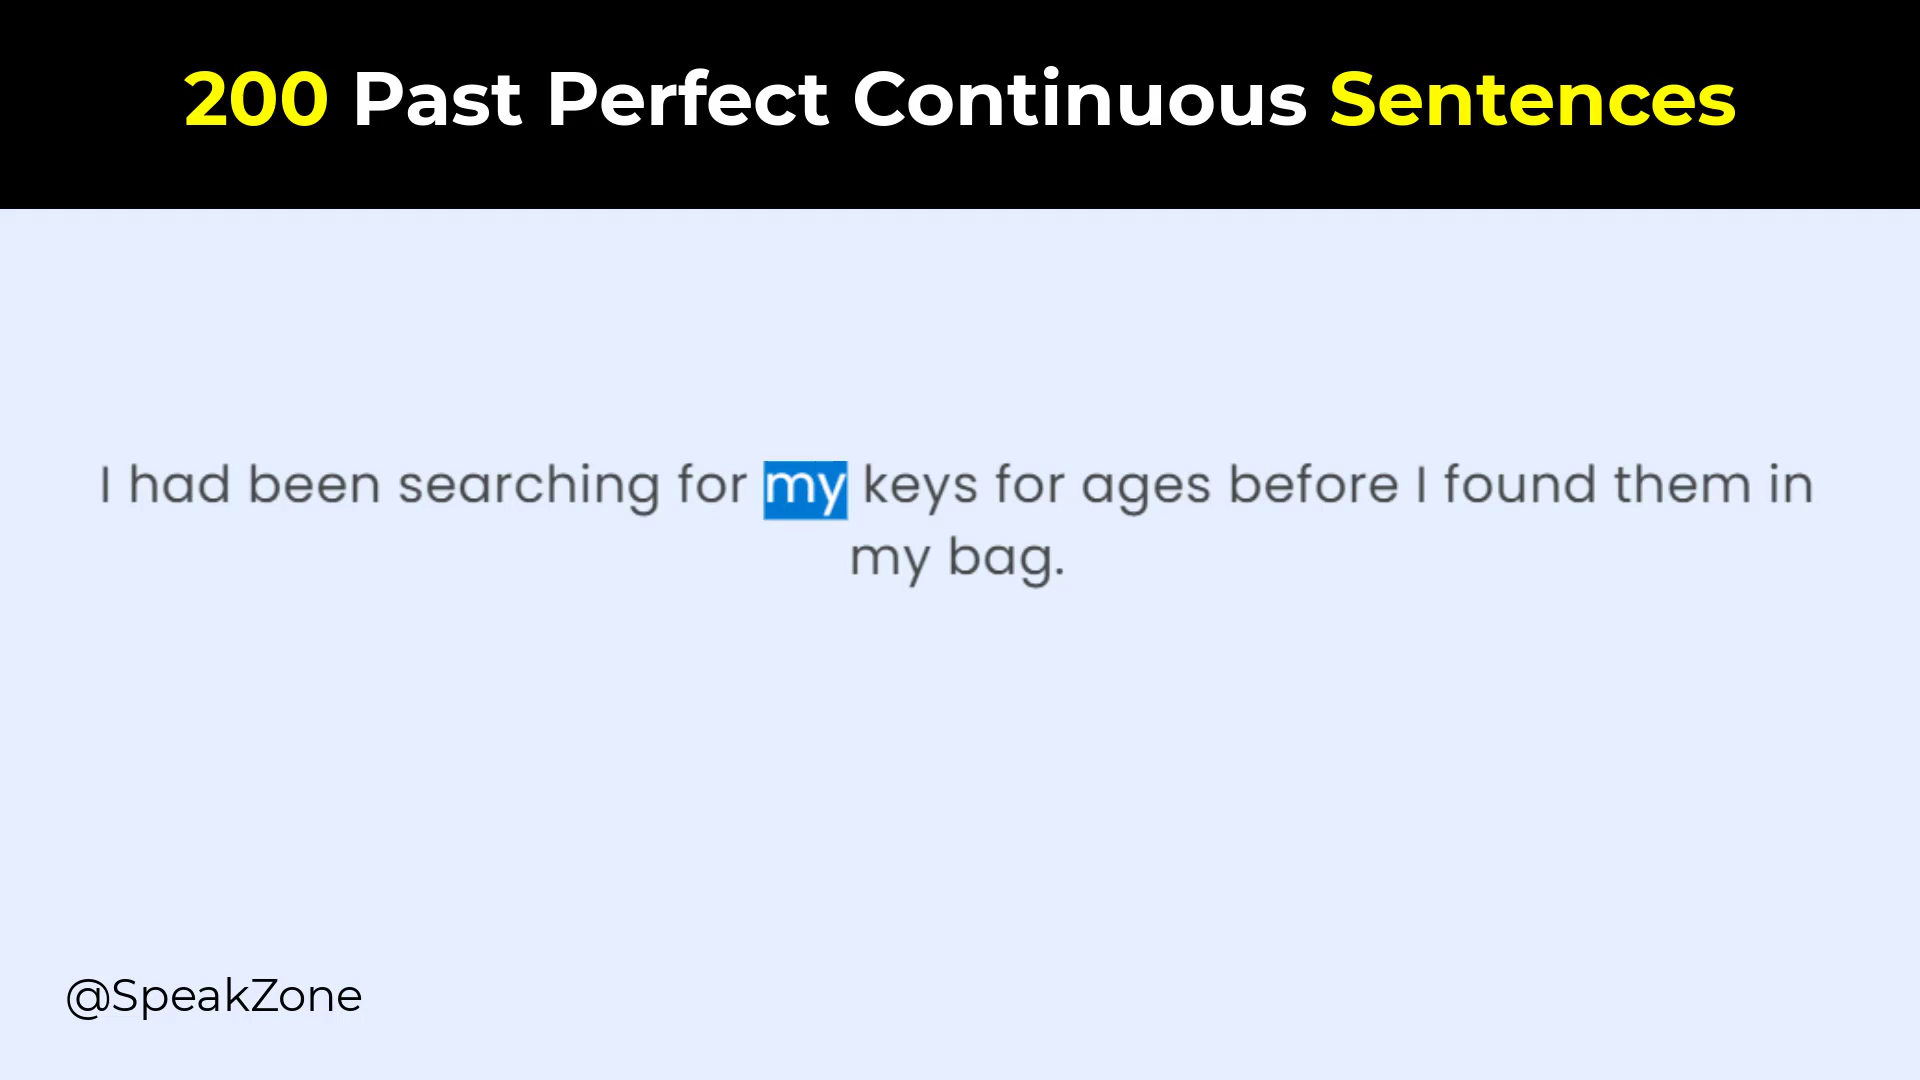 200 Past Perfect Continuous Sentences
I had been searching for my keys for ages before I found them in
my bag.
@SpeakZone